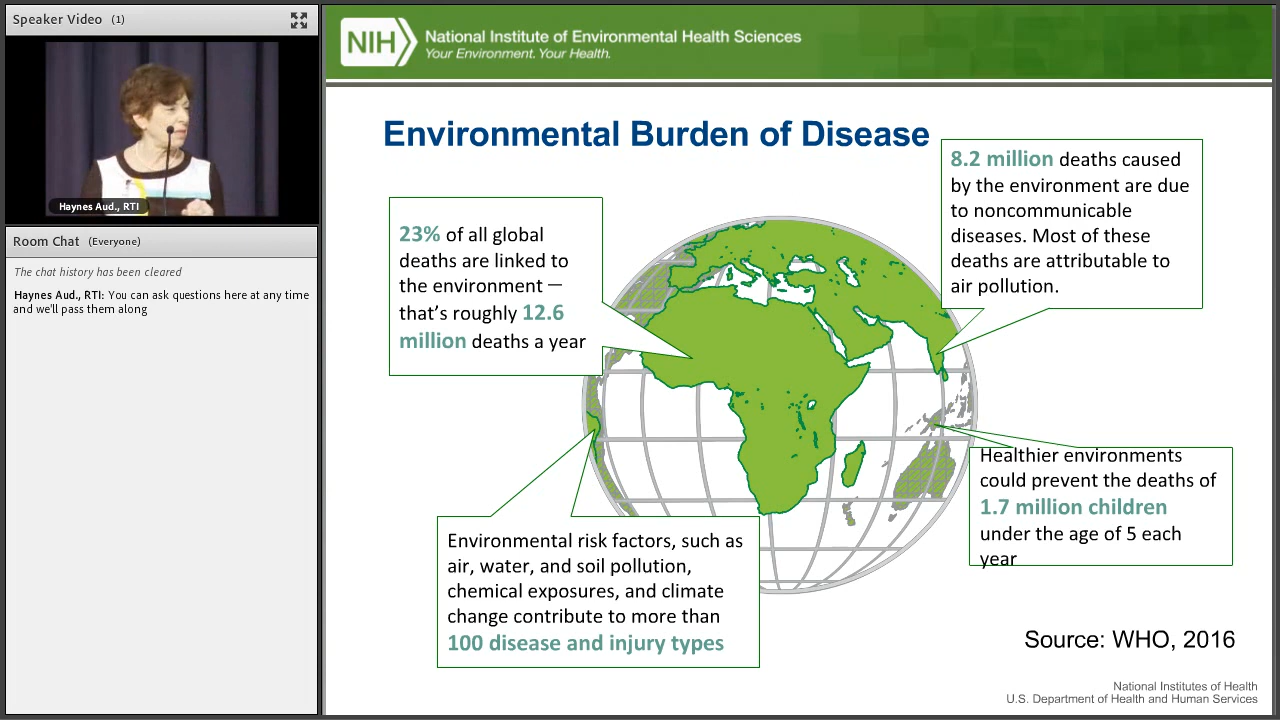 Speaker Video (1)
Haynes Aud., RTI
Room Chat (Everyone)
The chat history has been cleared
Haynes Aud., RTI: You can ask questions here at any time
and we'll pass them along
NIH
National Institute of Environmental Health Sciences
Your Environment. Your Health.
Environmental Burden of Disease
23% of all global
deaths are linked to
the environment —
that's roughly 12.6
million deaths a year
8.2 million deaths caused
by the environment are due
to noncommunicable
diseases. Most of these
deaths are attributable to
air pollution.
Environmental risk factors, such as
air, water, and soil pollution,
chemical exposures, and climate
change contribute to more than
100 disease and injury types
Healthier environments
could prevent the deaths of
1.7 million children
under the age of 5 each
year
Source: WHO, 2016
National Institutes of Health
U.S. Department of Health and Human Services